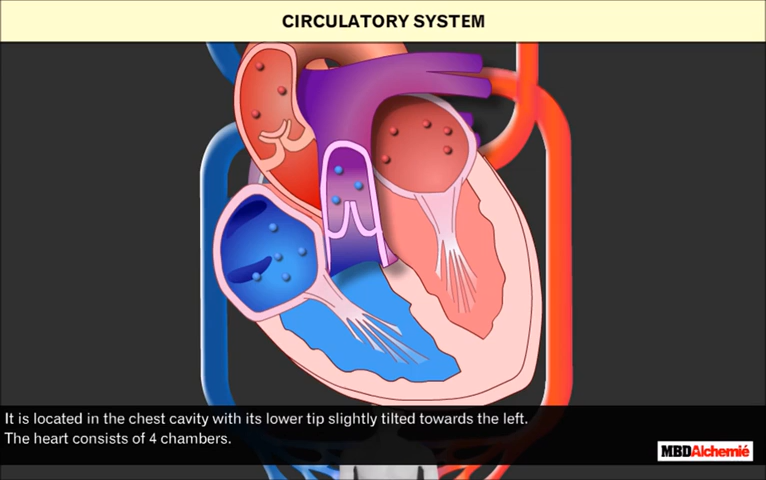 CIRCULATORY SYSTEM
It is located in the chest cavity with its lower tip slightly tilted towards the left.
The heart consists of 4 chambers.
MBDAlchemié